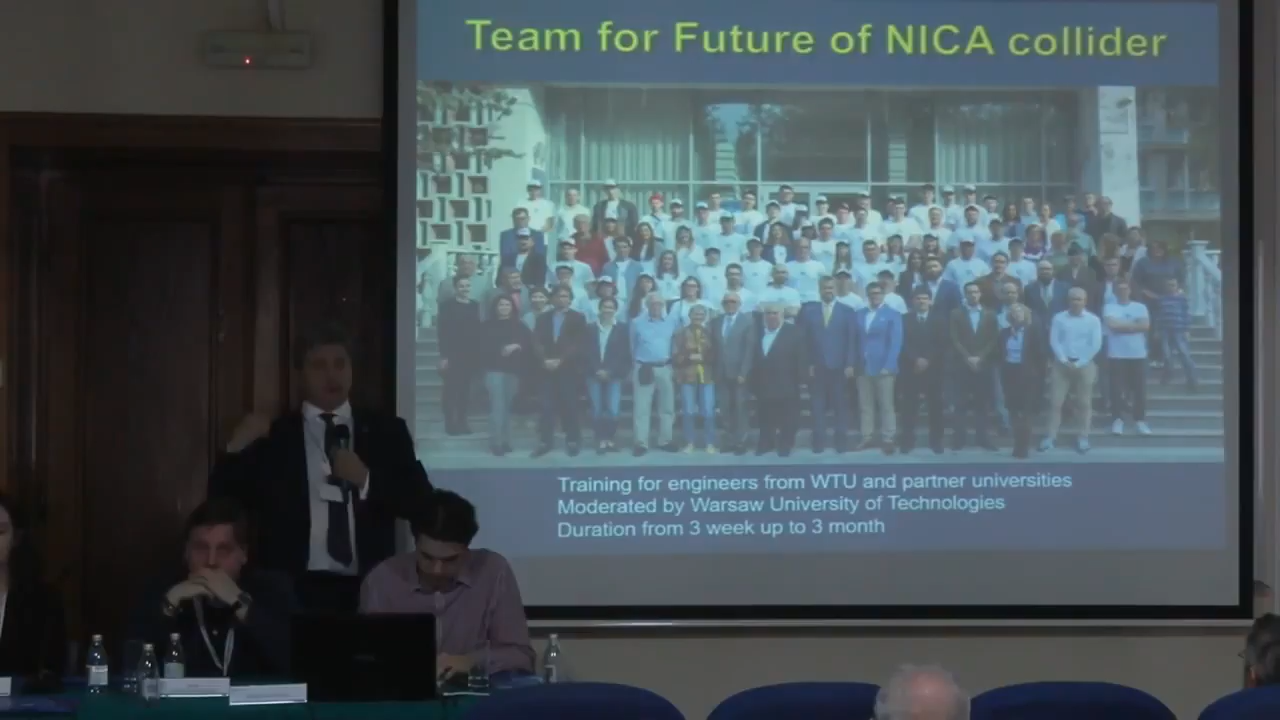 Team for Future of NICA collider
Training for engineers from WTU and partner universities
Moderated by Warsaw University of Technologies
Duration from 3 week up to 3 month